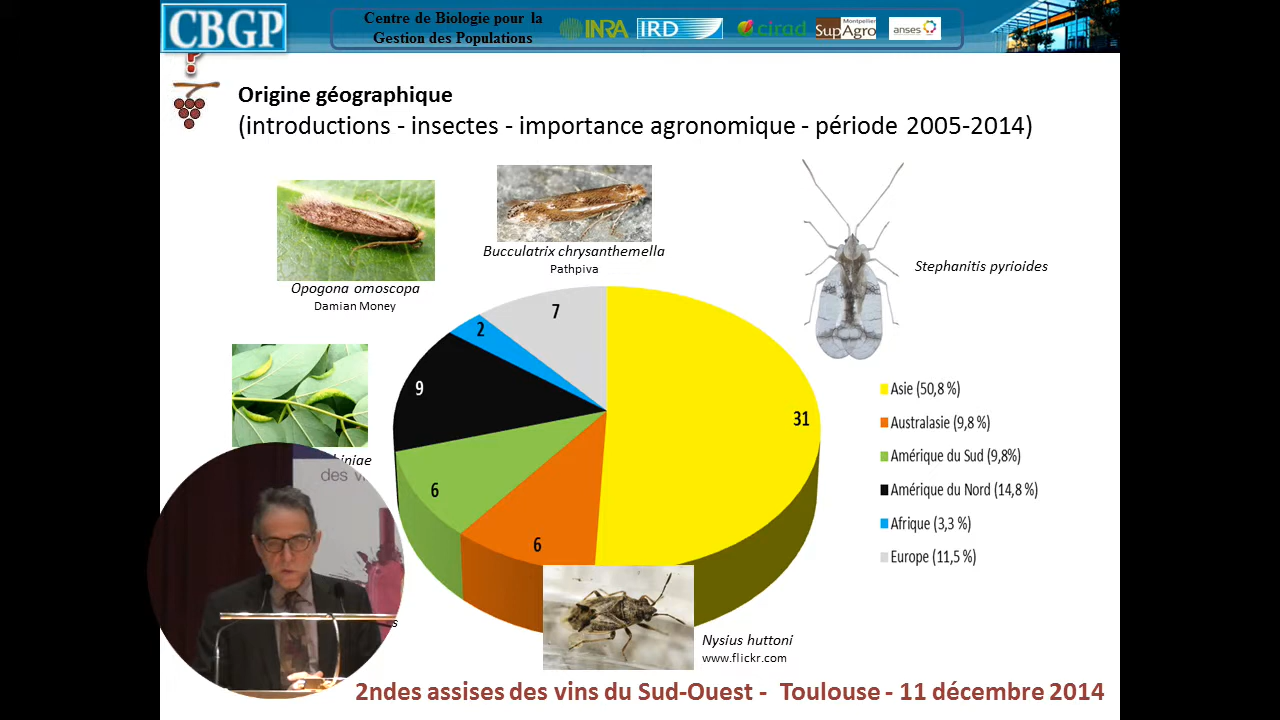 CBGP
Centre de Biologie pour la
Gestion des Populations
INRA
IRD
cirad
Montpellier
SupAgro
anses
?
Origine géographique
(introductions - insectes - importance agronomique - période 2005-2014)
Bucculatrix chrysanthemella
Pathpiva
Opogona omoscopa
Damian Money
Stephanitis pyrioides
7
2
9
31
6
6
Asie (50,8 %)
Australasie (9,8 %)
Amérique du Sud (9,8%)
Amérique du Nord (14,8 %)
Afrique (3,3 %)
Europe (11,5 %)
des
Nysius huttoni
www.flickr.com
2ndes assises des vins du Sud-Ouest - Toulouse - 11 décembre 2014